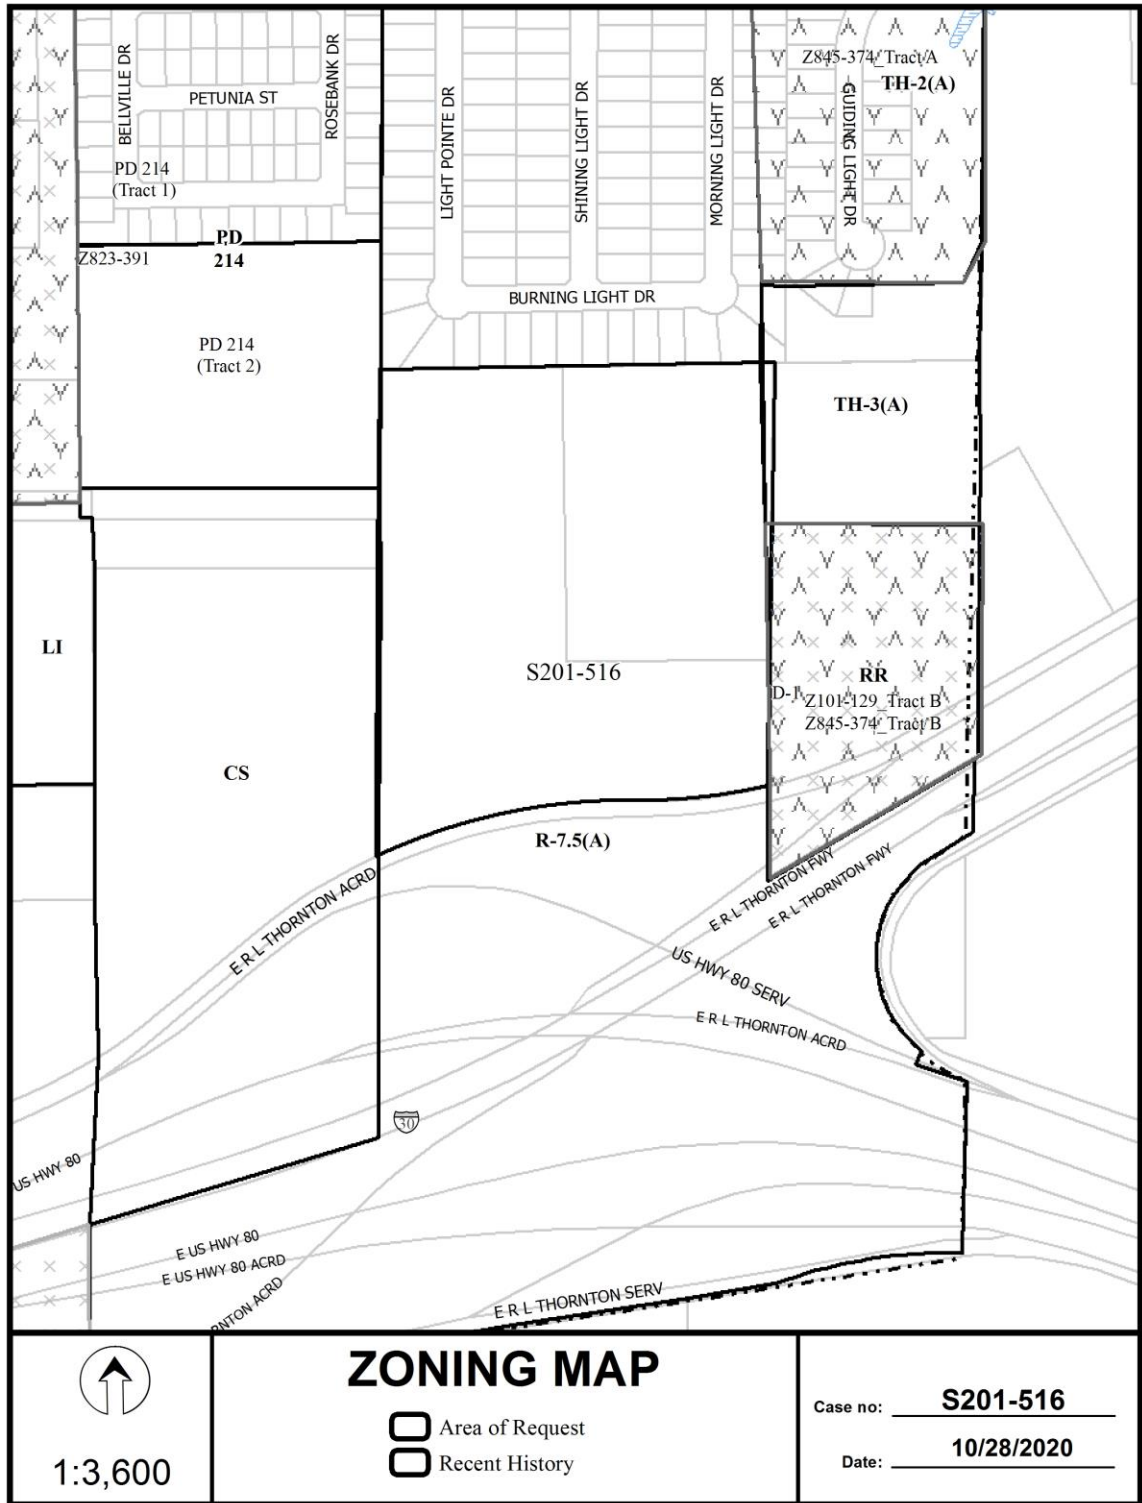 Z845-374_Tract A
TH-2(A)
BELLVILLE DR
PETUNIA ST
ROSEBANK DR
LIGHT POINTE DR
SHINING LIGHT DR
MORNING LIGHT DR
GUIDING LIGHT DR
PD 214
(Tract 1)
PD
214
Z823-391
BURNING LIGHT DR
PD 214
(Tract 2)
TH-3(A)
LI
S201-516
RR
D-1
Z101-129_Tract B
Z845-374_Tract B
CS
R-7.5(A)
E R L THORNTON ACRD
E R L THORNTON FWY
E R L THORNTON FWY
US HWY 80 SERV
E R L THORNTON ACRD
30
US HWY 80
E US HWY 80
E US HWY 80 ACRD
RNTON ACRD
E R L THORNTON SERV
1:3,600
ZONING MAP
Area of Request
Recent History
Case no: S201-516
Date: 10/28/2020